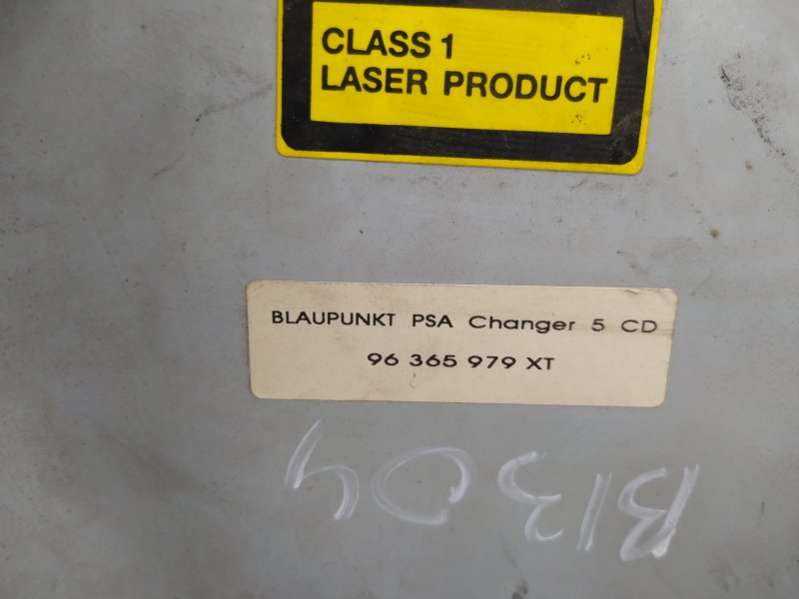 CLASS 1
LASER PRODUCT
BLAUPUNKT PSA Changer 5 CD
96 365 979 XT
B1304